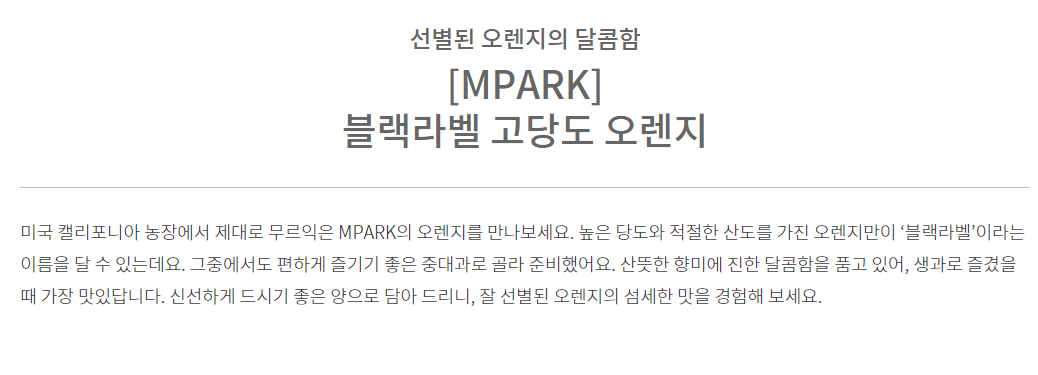 선별된 오렌지의 달콤함
[MPARK]
블랙라벨 고당도 오렌지
미국 캘리포니아 농장에서 제대로 무르익은 MPARK의 오렌지를 만나보세요. 높은 당도와 적절한 산도를 가진 오렌지만이 ‘블랙라벨’이라는
이름을 달 수 있는데요. 그중에서도 편하게 즐기기 좋은 중대과로 골라 준비했어요. 산뜻한 향미에 진한 달콤함을 품고 있어, 생과로 즐겼을
때 가장 맛있답니다. 신선하게 드시기 좋은 양으로 담아 드리니, 잘 선별된 오렌지의 섬세한 맛을 경험해 보세요.